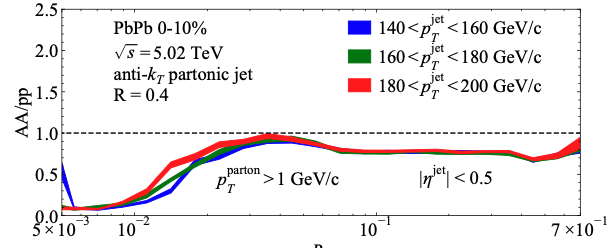 PbPb 0-10%
√s = 5.02 TeV
anti-k_T partonic jet
R = 0.4
140 < p_T^jet < 160 GeV/c
160 < p_T^jet < 180 GeV/c
180 < p_T^jet < 200 GeV/c
p_T^parton > 1 GeV/c
|η^jet| < 0.5
AA/pp
2.5
2.0
1.5
1.0
0.5
0.0
5 × 10^−3
10^−2
10^−1
7 × 10^−1